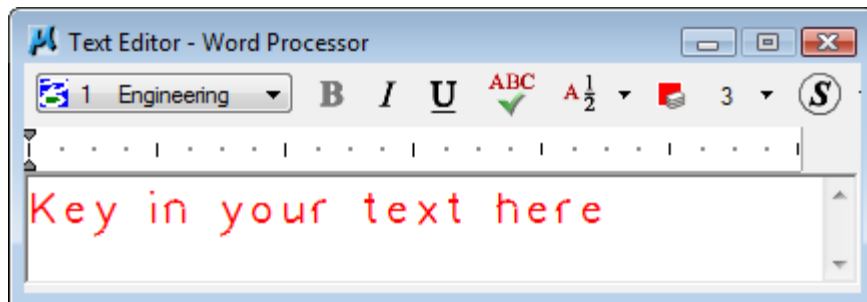 Text Editor - Word Processor
1 Engineering B I U ABC A 1/2 3 S
Key in your text here